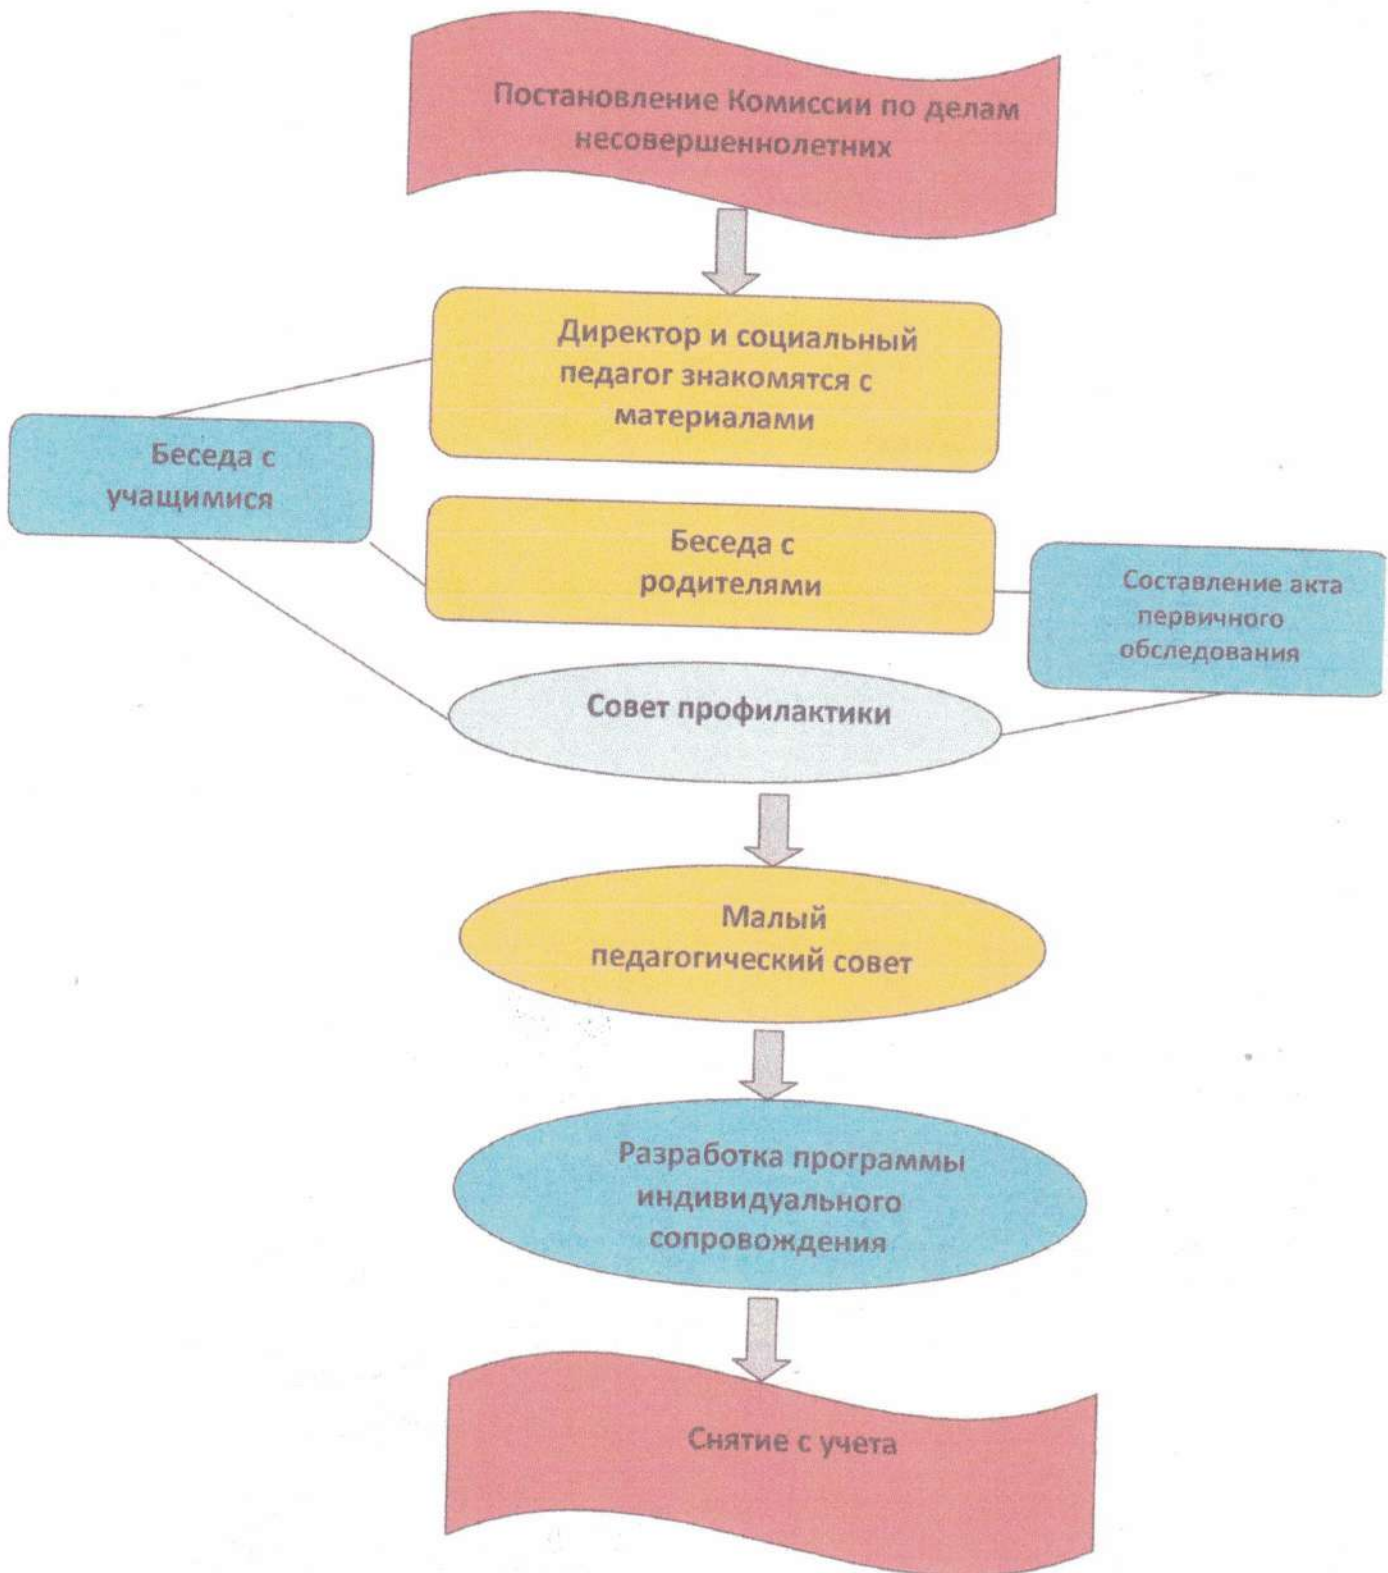 Постановление Комиссии по делам
несовершеннолетних
Директор и социальный
педагог знакомятся с
материалами
Беседа с
учащимися
Беседа с
родителями
Составление акта
первичного
обследования
Совет профилактики
Малый
педагогический совет
Разработка программы
индивидуального
сопровождения
Снятие с учета